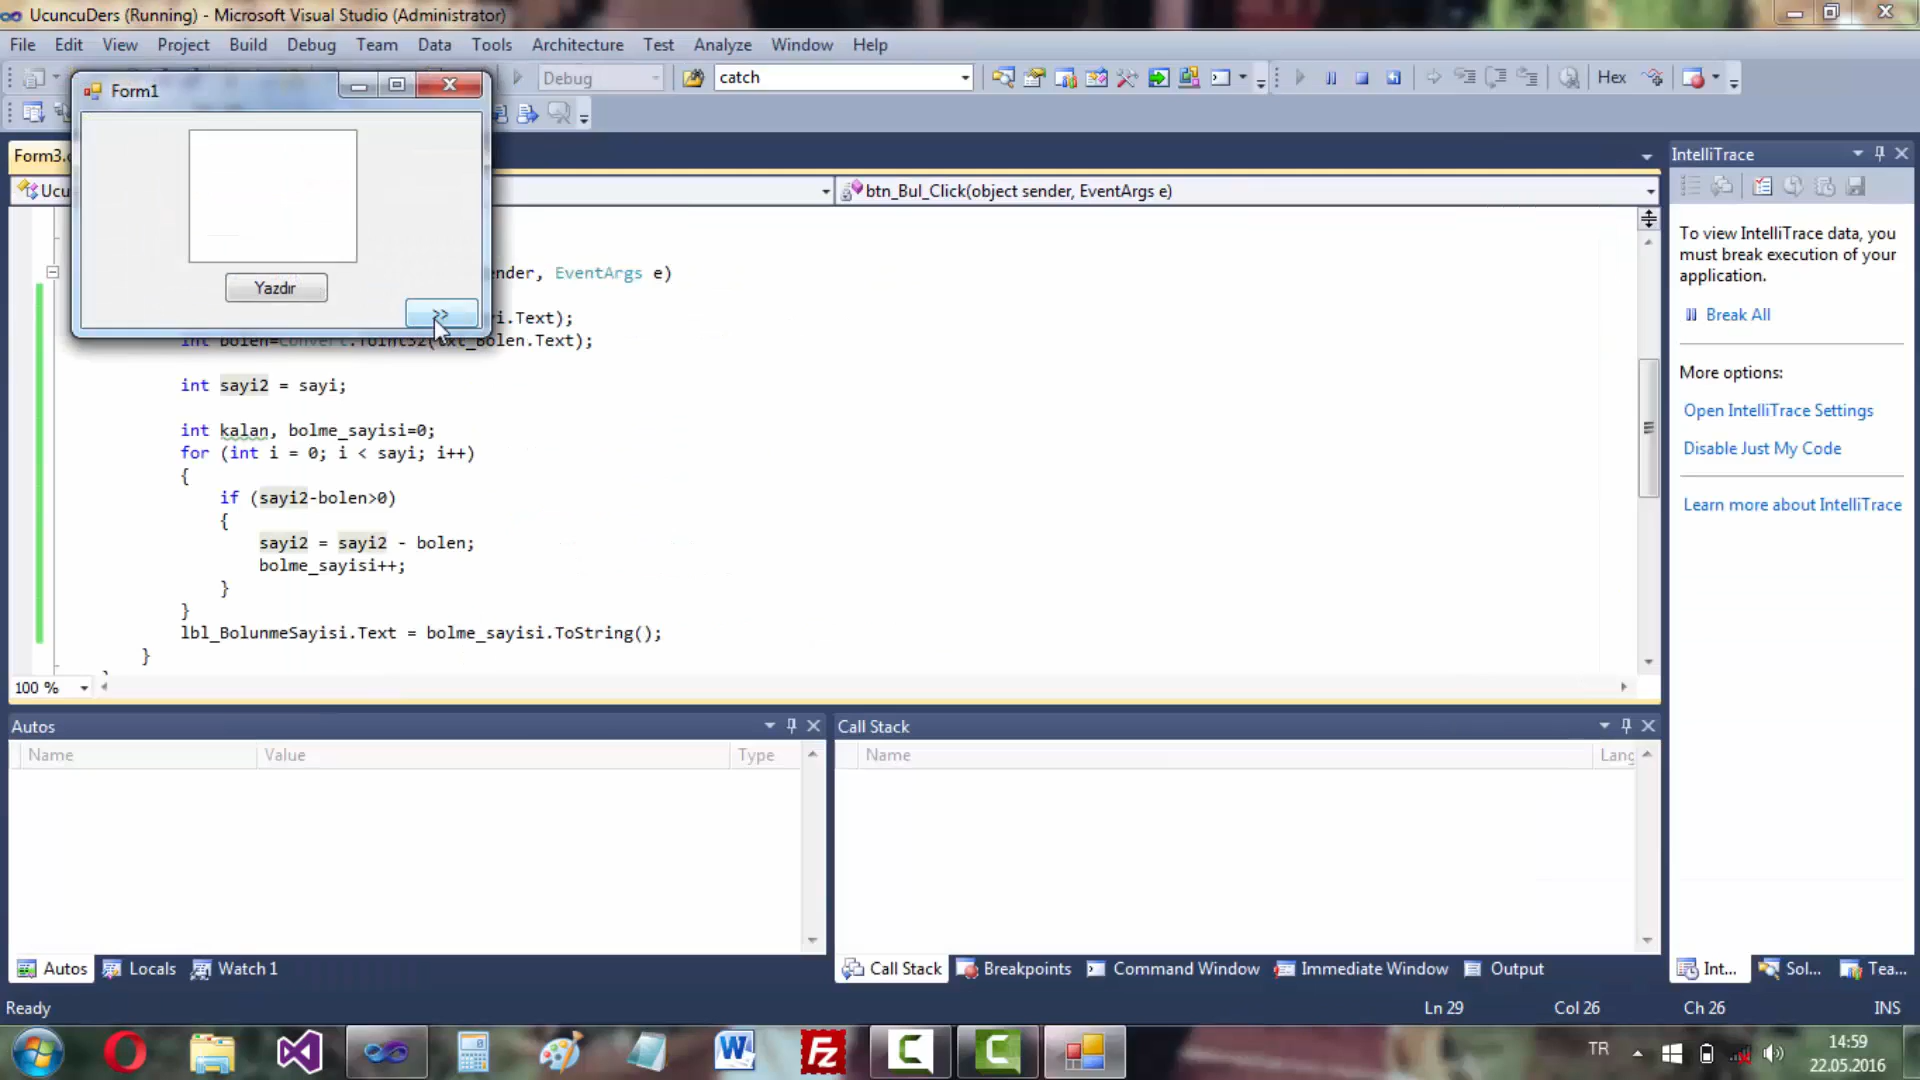 UcuncuDers (Running) - Microsoft Visual Studio (Administrator)
File Edit View Project Build Debug Team Data Tools Architecture Test Analyze Window Help
Debug
catch
Hex
Form1
Yazdır
>>
Form3.
Ucu
btn_Bul_Click(object sender, EventArgs e)
ender, EventArgs e)
i.Text);
int bolen=Convert.ToInt32(txt_Bolen.Text);
int sayi2 = sayi;
int kalan, bolme_sayisi=0;
for (int i = 0; i < sayi; i++)
{
if (sayi2-bolen>0)
{
sayi2 = sayi2 - bolen;
bolme_sayisi++;
}
}
lbl_BolunmeSayisi.Text = bolme_sayisi.ToString();
}
100 %
IntelliTrace
To view IntelliTrace data, you
must break execution of your
application.
Break All
More options:
Open IntelliTrace Settings
Disable Just My Code
Learn more about IntelliTrace
Autos
Name Value Type
Call Stack
Name Lang
Autos Locals Watch 1
Call Stack Breakpoints Command Window Immediate Window Output
Int... Sol... Tea...
Ready
Ln 29 Col 26 Ch 26 INS
TR
14:59
22.05.2016